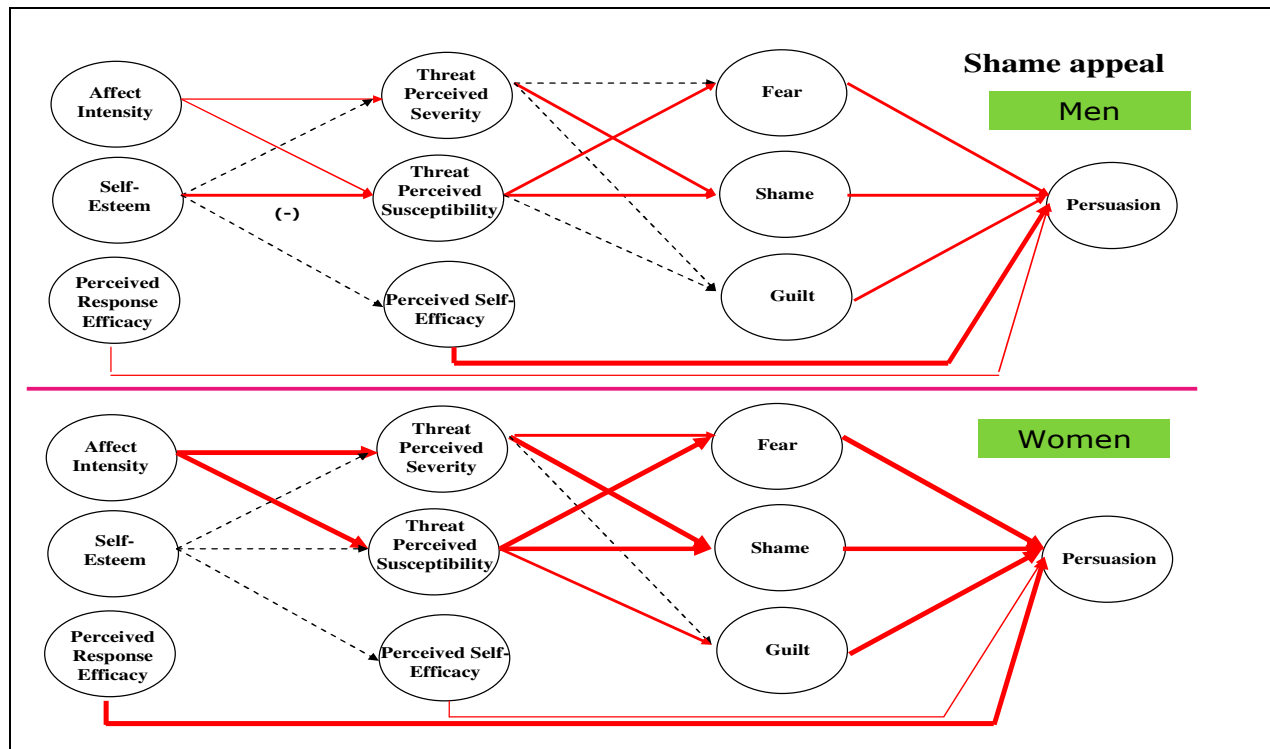 Shame appeal
Men
Affect
Intensity
Threat
Perceived
Severity
Fear
Self-
Esteem
(-)
Threat
Perceived
Susceptibility
Shame
Persuasion
Perceived
Response
Efficacy
Perceived Self-
Efficacy
Guilt
Women
Affect
Intensity
Threat
Perceived
Severity
Fear
Self-
Esteem
Threat
Perceived
Susceptibility
Shame
Persuasion
Perceived
Response
Efficacy
Perceived Self-
Efficacy
Guilt